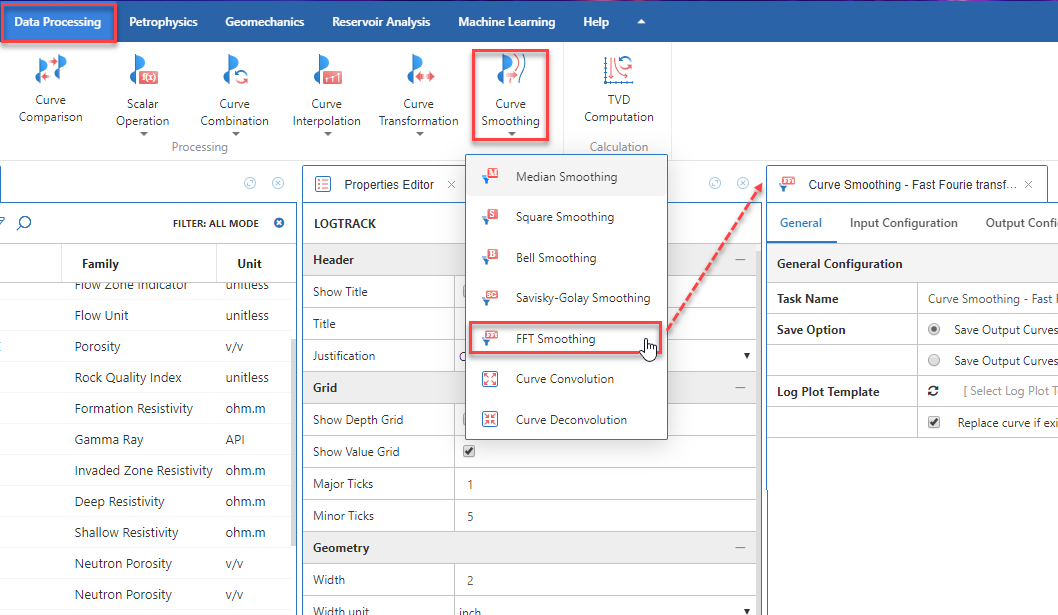 Data Processing Petrophysics Geomechanics Reservoir Analysis Machine Learning Help
Curve Comparison
Scalar Operation
Curve Combination
Curve Interpolation
Curve Transformation
Curve Smoothing
TVD Computation
Processing
Calculation
Median Smoothing
Square Smoothing
Bell Smoothing
Savisky-Golay Smoothing
FFT Smoothing
Curve Convolution
Curve Deconvolution
FILTER: ALL MODE
Family Unit
Flow Zone Indicator unitless
Flow Unit unitless
Porosity v/v
Rock Quality Index unitless
Formation Resistivity ohm.m
Gamma Ray API
Invaded Zone Resistivity ohm.m
Deep Resistivity ohm.m
Shallow Resistivity ohm.m
Neutron Porosity v/v
Neutron Porosity v/v
Properties Editor
LOGTRACK
Header
Show Title
Title
Justification
Grid
Show Depth Grid
Show Value Grid
Major Ticks 1
Minor Ticks 5
Geometry
Width 2
Width unit inch
Curve Smoothing - Fast Fourie transf...
General Input Configuration Output Confi
General Configuration
Task Name Curve Smoothing - Fast F
Save Option Save Output Curves
Save Output Curves
Log Plot Template [ Select Log Plot T
Replace curve if exi